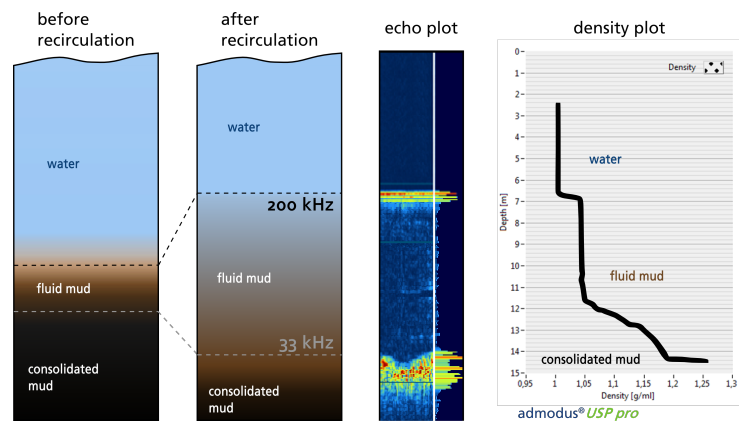 before
recirculation
after
recirculation
echo plot
density plot
water
fluid mud
consolidated
mud
water
200 kHz
fluid mud
33 kHz
consolidated
mud
Density
Depth [m]
0
1
2
3
4
5
6
7
8
9
10
11
12
13
14
15
water
fluid mud
consolidated mud
0,95
1
1,05
1,1
1,15
1,2
1,25
1,3
Density [g/ml]
admodus® USP pro